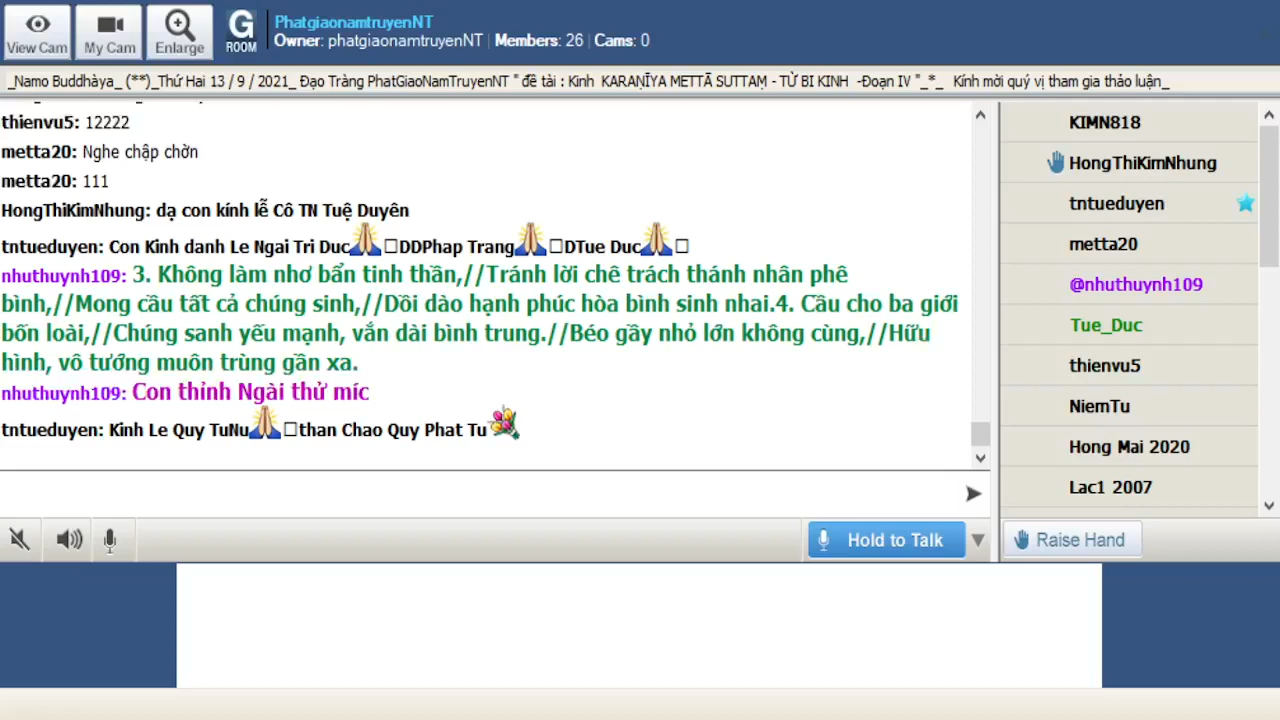 View Cam
My Cam
Enlarge
G
ROOM
PhatgiaonamtruyenNT
Owner: phatgiaonamtruyenNT | Members: 26 | Cams: 0
_Namo Buddhàya_ (**)_Thứ Hai 13 / 9 / 2021_ Đạo Tràng PhatGiaoNamTruyenNT " đề tài : Kinh KARAṆĪYA METTĀ SUTTAṂ - TỪ BI KINH -Đoạn IV "_*_ Kính mời quý vị tham gia thảo luận_
thienvu5: 12222
metta20: Nghe chập chờn
metta20: 111
HongThiKimNhung: dạ con kính lễ Cô TN Tuệ Duyên
tntueduyen: Con Kinh danh Le Ngai Tri Duc🙏DDPhap Trang🙏DTue Duc🙏
nhuthuynh109: 3. Không làm nhơ bẩn tinh thần,//Tránh lời chê trách thánh nhân phê
bình,//Mong cầu tất cả chúng sinh,//Dồi dào hạnh phúc hòa bình sinh nhai.4. Cầu cho ba giới
bốn loài,//Chúng sanh yếu mạnh, vắn dài bình trung.//Béo gầy nhỏ lớn không cùng,//Hữu
hình, vô tướng muôn trùng gần xa.
nhuthuynh109: Con thỉnh Ngài thử míc
tntueduyen: Kinh Le Quy TuNu🙏than Chao Quy Phat Tu💐
KIMN818
HongThiKimNhung
tntueduyen
metta20
@nhuthuynh109
Tue_Duc
thienvu5
NiemTu
Hong Mai 2020
Lac1 2007
Hold to Talk
Raise Hand